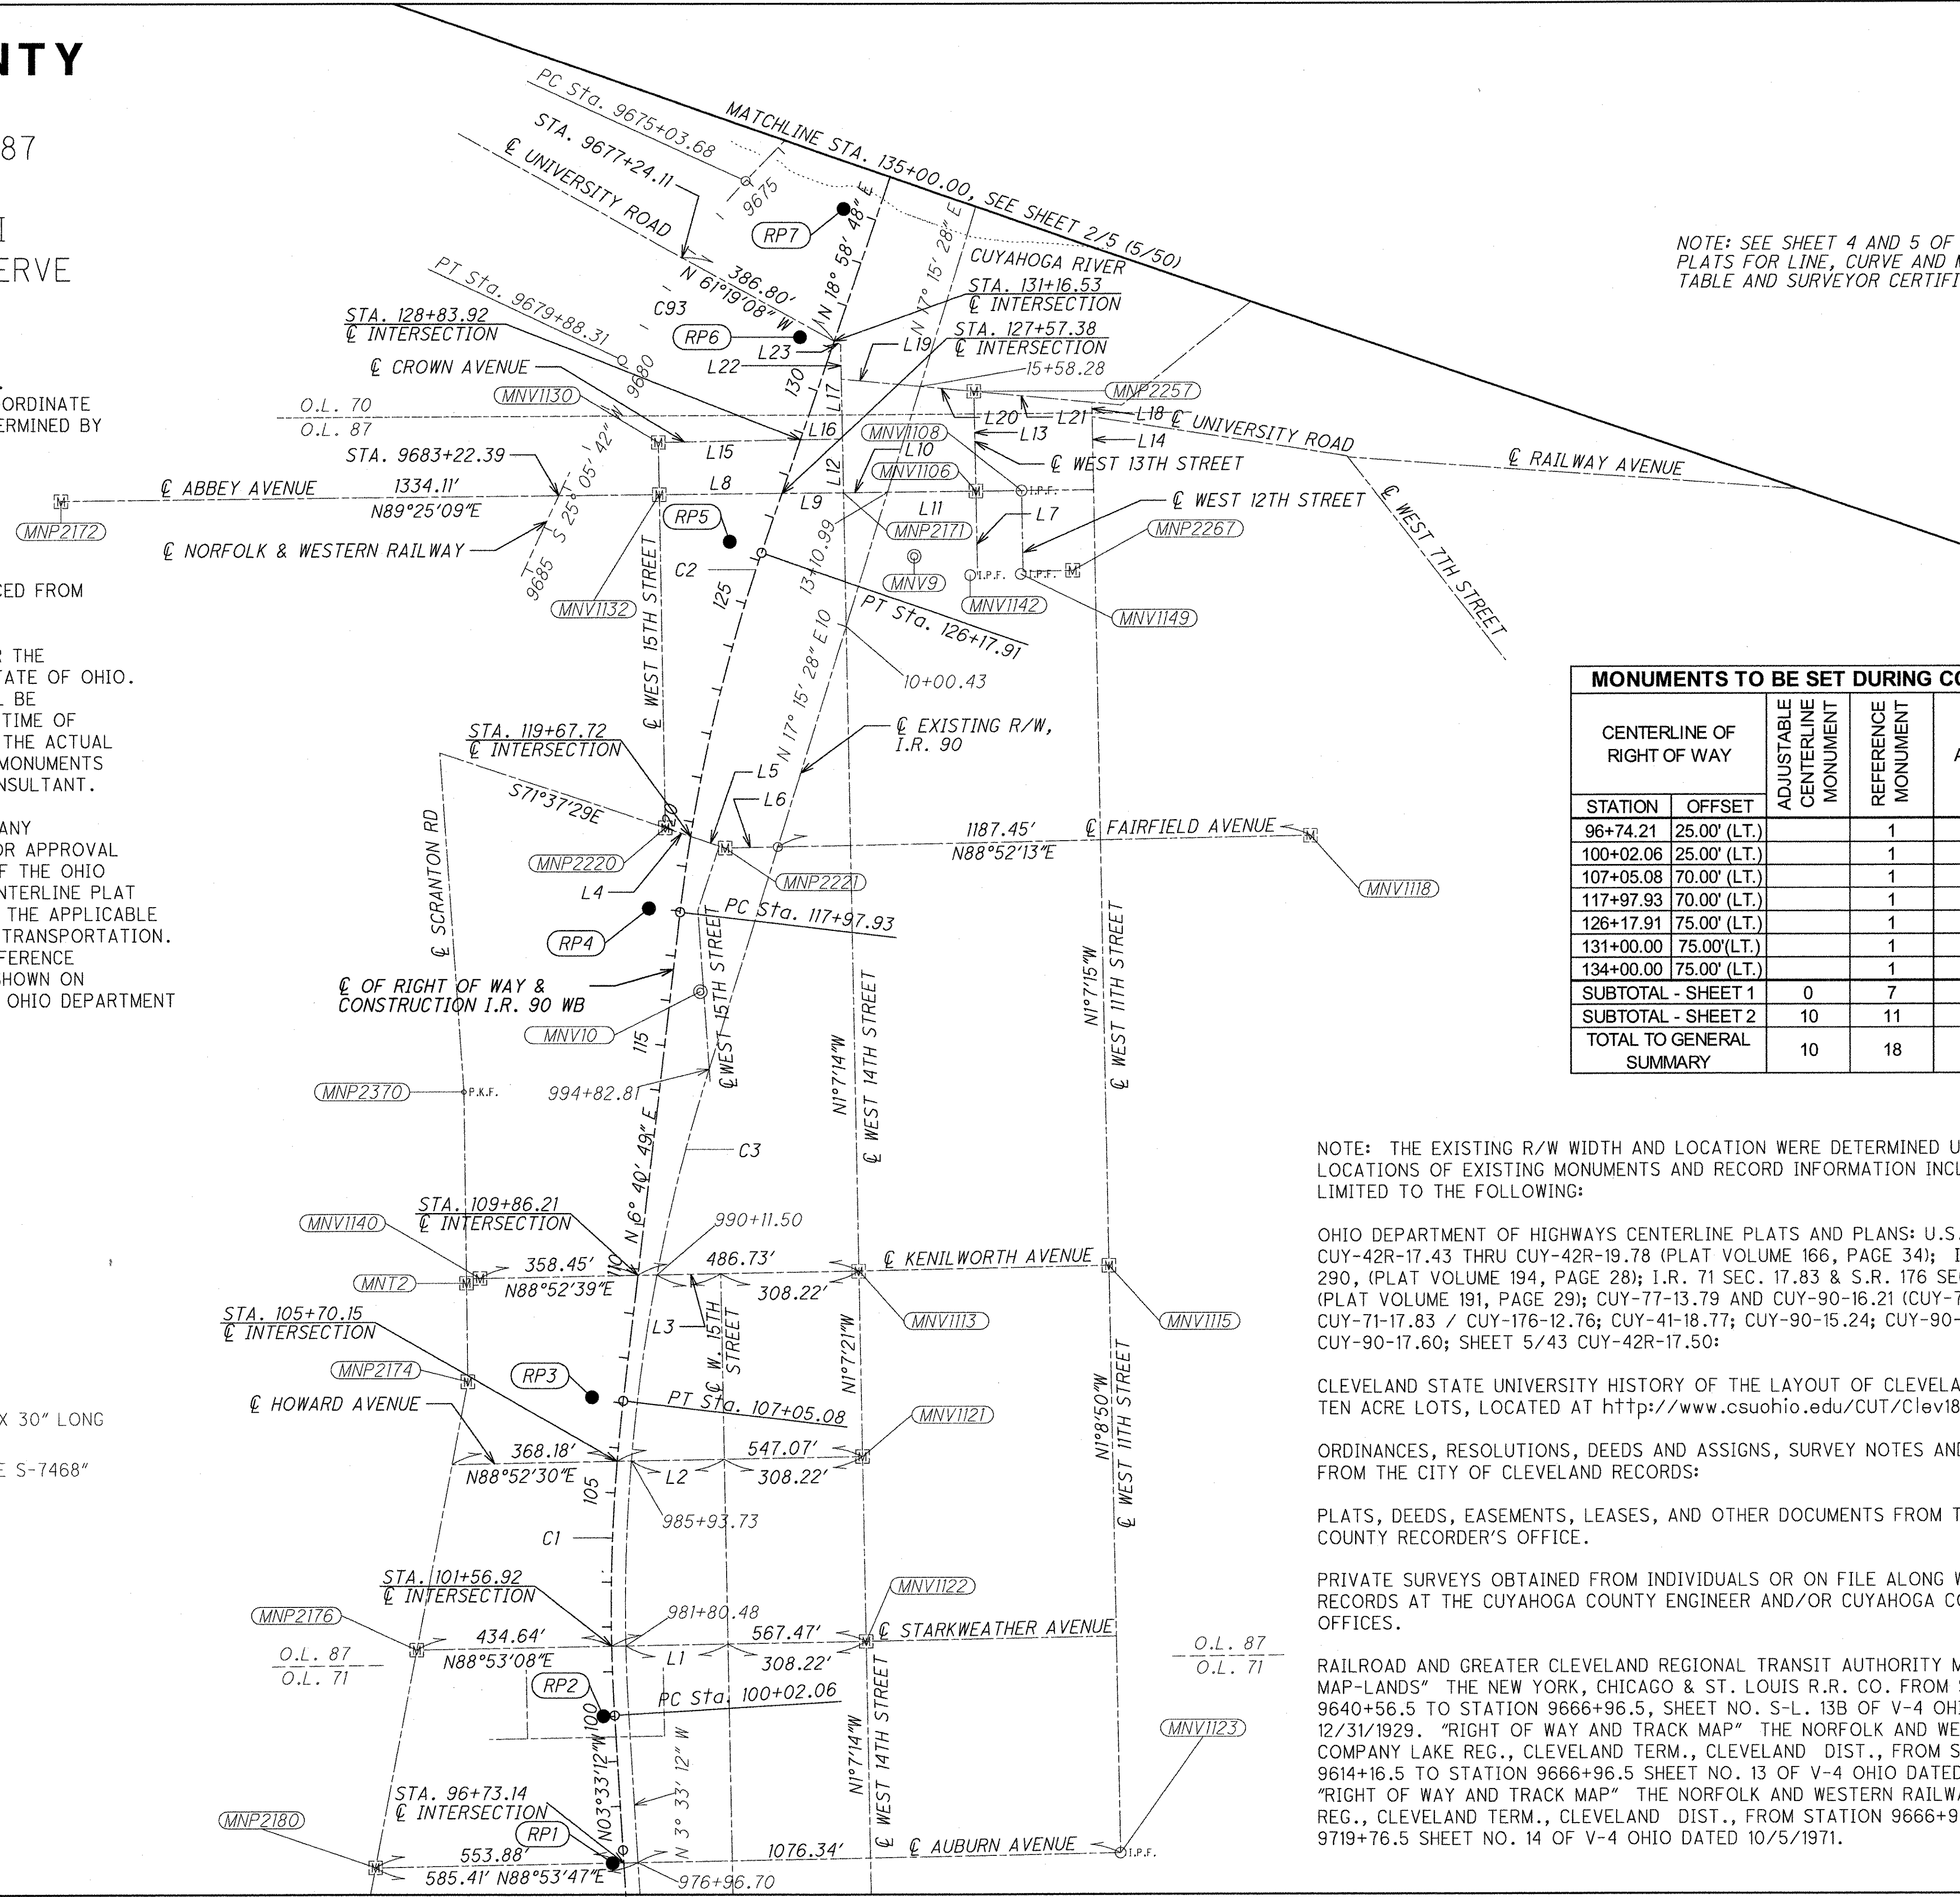 NTY
87
I
ERVE
ORDINATE
ERMINED BY
CED FROM
R THE
TATE OF OHIO.
L BE
TIME OF
THE ACTUAL
MONUMENTS
NSULTANT.
ANY
OR APPROVAL
F THE OHIO
NTERLINE PLAT
THE APPLICABLE
TRANSPORTATION.
FERENCE
SHOWN ON
OHIO DEPARTMENT
X 30" LONG
E S-7468"
PC Sta. 9675+03.68
STA. 9677+24.11
℄ UNIVERSITY ROAD
9675
MATCHLINE STA. 135+00.00, SEE SHEET 2/5 (5/50)
RP7
N 18° 58' 48" E
N 17° 15' 28" E
CUYAHOGA RIVER
386.80'
N 61°19'08" W
PT Sta. 9679+88.31
C93
STA. 131+16.53
℄ INTERSECTION
STA. 128+83.92
℄ INTERSECTION
RP6
STA. 127+57.38
℄ INTERSECTION
L23
L19
L22
15+58.28
℄ CROWN AVENUE
9680
130
L17
MNP2257
MNV1130
O.L. 70
O.L. 87
L20
L21
L18
℄ UNIVERSITY ROAD
L16
MNV1108
L13
L14
L15
L10
STA. 9683+22.39
S 25° 05' 42" W
L12
MNV1106
℄ WEST 13TH STREET
℄ RAILWAY AVENUE
℄ ABBEY AVENUE
1334.11'
N89°25'09"E
L8
L9
I.P.F.
℄ WEST 12TH STREET
℄ WEST 7TH STREET
MNP2172
RP5
L11
L7
MNP2171
MNP2267
℄ NORFOLK & WESTERN RAILWAY
9685
C2
13+10.99
MNV9
I.P.F.
I.P.F.
MNV1132
125
MNV1142
MNV1149
PT Sta. 126+17.91
℄ WEST 15TH STREET
N 17° 15' 28" E
10
10+00.43
℄ EXISTING R/W,
I.R. 90
STA. 119+67.72
℄ INTERSECTION
L5
L6
S71°37'29E
120
1187.45'
℄ FAIRFIELD AVENUE
N88°52'13"E
MNP2220
MNP2221
MNV1118
L4
℄ SCRANTON RD
PC Sta. 117+97.93
RP4
℄ OF RIGHT OF WAY &
CONSTRUCTION I.R. 90 WB
℄ WEST 15TH STREET
N1°7'15"W
℄ WEST 11TH STREET
MNV10
115
N1°7'14"W
℄ WEST 14TH STREET
MNP2370
P.K.F.
994+82.81
N 6° 40' 49" E
C3
STA. 109+86.21
℄ INTERSECTION
990+11.50
MNV1140
358.45'
N88°52'39"E
110
486.73'
℄ KENILWORTH AVENUE
MNT2
308.22'
L3
MNV1113
MNV1115
STA. 105+70.15
℄ INTERSECTION
℄ W. 15TH
STREET
N1°7'21"W
MNP2174
RP3
℄ HOWARD AVENUE
PT Sta. 107+05.08
N1°8'50"W
℄ WEST 11TH STREET
MNV1121
368.18'
N88°52'30"E
547.07'
L2
308.22'
105
985+93.73
C1
STA. 101+56.92
℄ INTERSECTION
MNV1122
MNP2176
981+80.48
434.64'
N88°53'08"E
567.47'
℄ STARKWEATHER AVENUE
L1
308.22'
O.L. 87
O.L. 71
O.L. 87
O.L. 71
RP2
PC Sta. 100+02.06
100
MNV1123
N03°33'12"W
N 3° 33' 12" W
N1°7'14"W
℄ WEST 14TH STREET
STA. 96+73.14
℄ INTERSECTION
MNP2180
RP1
553.88'
1076.34'
℄ AUBURN AVENUE
I.P.F.
585.41' N88°53'47"E
976+96.70
NOTE: SEE SHEET 4 AND 5 OF
PLATS FOR LINE, CURVE AND M
TABLE AND SURVEYOR CERTIFI
MONUMENTS TO BE SET DURING CO
CENTERLINE OF
RIGHT OF WAY
ADJUSTABLE
CENTERLINE
MONUMENT
REFERENCE
MONUMENT
A
STATION OFFSET
96+74.21 25.00' (LT.) 1
100+02.06 25.00' (LT.) 1
107+05.08 70.00' (LT.) 1
117+97.93 70.00' (LT.) 1
126+17.91 75.00' (LT.) 1
131+00.00 75.00'(LT.) 1
134+00.00 75.00' (LT.) 1
SUBTOTAL - SHEET 1 0 7
SUBTOTAL - SHEET 2 10 11
TOTAL TO GENERAL
SUMMARY 10 18
NOTE: THE EXISTING R/W WIDTH AND LOCATION WERE DETERMINED U
LOCATIONS OF EXISTING MONUMENTS AND RECORD INFORMATION INCL
LIMITED TO THE FOLLOWING:
OHIO DEPARTMENT OF HIGHWAYS CENTERLINE PLATS AND PLANS: U.S.
CUY-42R-17.43 THRU CUY-42R-19.78 (PLAT VOLUME 166, PAGE 34); I
290, (PLAT VOLUME 194, PAGE 28); I.R. 71 SEC. 17.83 & S.R. 176 SE
(PLAT VOLUME 191, PAGE 29); CUY-77-13.79 AND CUY-90-16.21 (CUY-7
CUY-71-17.83 / CUY-176-12.76; CUY-41-18.77; CUY-90-15.24; CUY-90-
CUY-90-17.60; SHEET 5/43 CUY-42R-17.50:
CLEVELAND STATE UNIVERSITY HISTORY OF THE LAYOUT OF CLEVELA
TEN ACRE LOTS, LOCATED AT http://www.csuohio.edu/CUT/Clev18
ORDINANCES, RESOLUTIONS, DEEDS AND ASSIGNS, SURVEY NOTES AND
FROM THE CITY OF CLEVELAND RECORDS:
PLATS, DEEDS, EASEMENTS, LEASES, AND OTHER DOCUMENTS FROM T
COUNTY RECORDER'S OFFICE.
PRIVATE SURVEYS OBTAINED FROM INDIVIDUALS OR ON FILE ALONG W
RECORDS AT THE CUYAHOGA COUNTY ENGINEER AND/OR CUYAHOGA CO
OFFICES.
RAILROAD AND GREATER CLEVELAND REGIONAL TRANSIT AUTHORITY M
MAP-LANDS" THE NEW YORK, CHICAGO & ST. LOUIS R.R. CO. FROM S
9640+56.5 TO STATION 9666+96.5, SHEET NO. S-L. 13B OF V-4 OHI
12/31/1929. "RIGHT OF WAY AND TRACK MAP" THE NORFOLK AND WE
COMPANY LAKE REG., CLEVELAND TERM., CLEVELAND DIST., FROM S
9614+16.5 TO STATION 9666+96.5 SHEET NO. 13 OF V-4 OHIO DATED
"RIGHT OF WAY AND TRACK MAP" THE NORFOLK AND WESTERN RAILWA
REG., CLEVELAND TERM., CLEVELAND DIST., FROM STATION 9666+9
9719+76.5 SHEET NO. 14 OF V-4 OHIO DATED 10/5/1971.